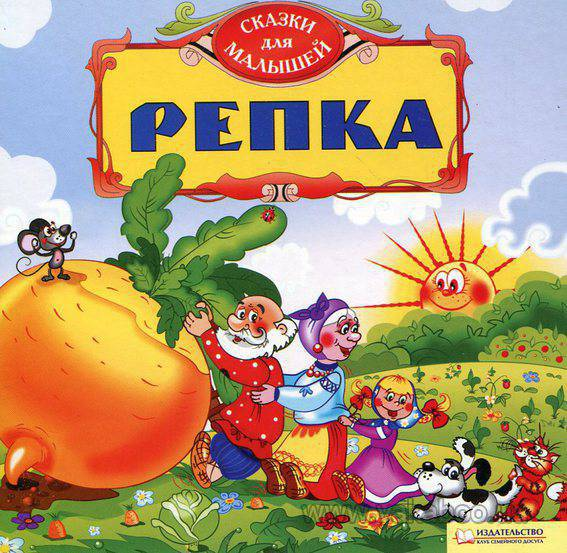 СКАЗКИ
ДЛЯ
МАЛЫШЕЙ
РЕПКА
ИЗДАТЕЛЬСТВО
КЛУБ СЕМЕЙНОГО ДОСУГА